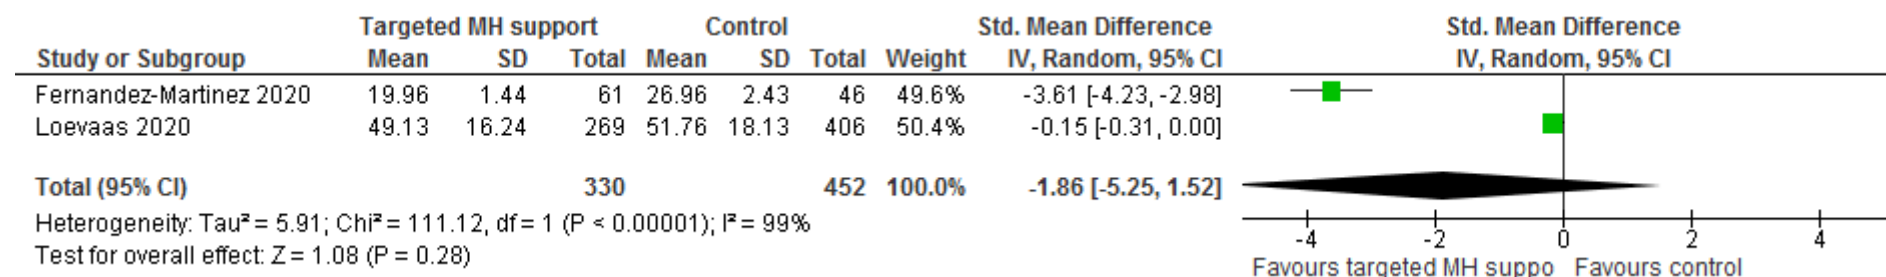 Targeted MH support Control Std. Mean Difference Std. Mean Difference
Study or Subgroup Mean SD Total Mean SD Total Weight IV, Random, 95% CI IV, Random, 95% CI
Fernandez-Martinez 2020 19.96 1.44 61 26.96 2.43 46 49.6% -3.61 [-4.23, -2.98]
Loevaas 2020 49.13 16.24 269 51.76 18.13 406 50.4% -0.15 [-0.31, 0.00]
Total (95% CI) 330 452 100.0% -1.86 [-5.25, 1.52]
Heterogeneity: Tau² = 5.91; Chi² = 111.12, df = 1 (P < 0.00001); I² = 99%
Test for overall effect: Z = 1.08 (P = 0.28)
-4 -2 0 2 4
Favours targeted MH suppo Favours control